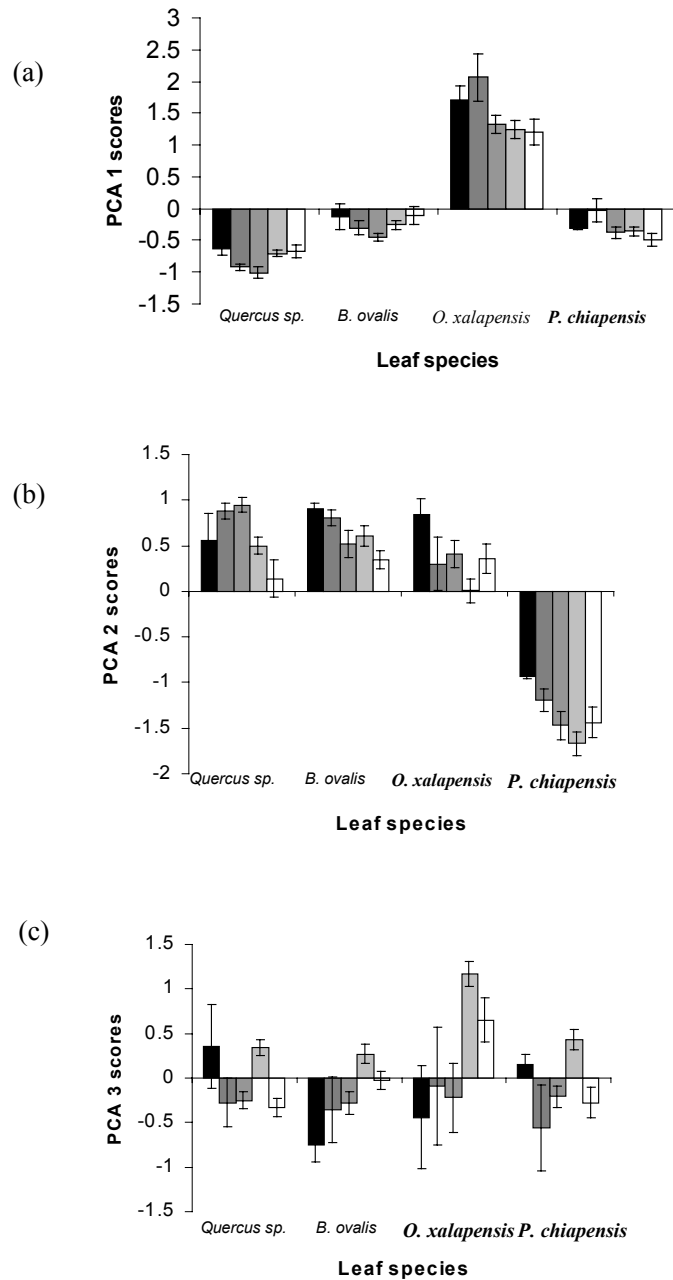 (a)
PCA 1 scores
3
2.5
2
1.5
1
0.5
0
-0.5
-1
-1.5
Quercus sp. B. ovalis O. xalapensis P. chiapensis
Leaf species
(b)
PCA 2 scores
1.5
1
0.5
0
-0.5
-1
-1.5
-2
Quercus sp. B. ovalis O. xalapensis P. chiapensis
Leaf species
(c)
PCA 3 scores
1.5
1
0.5
0
-0.5
-1
-1.5
Quercus sp. B. ovalis O. xalapensis P. chiapensis
Leaf species